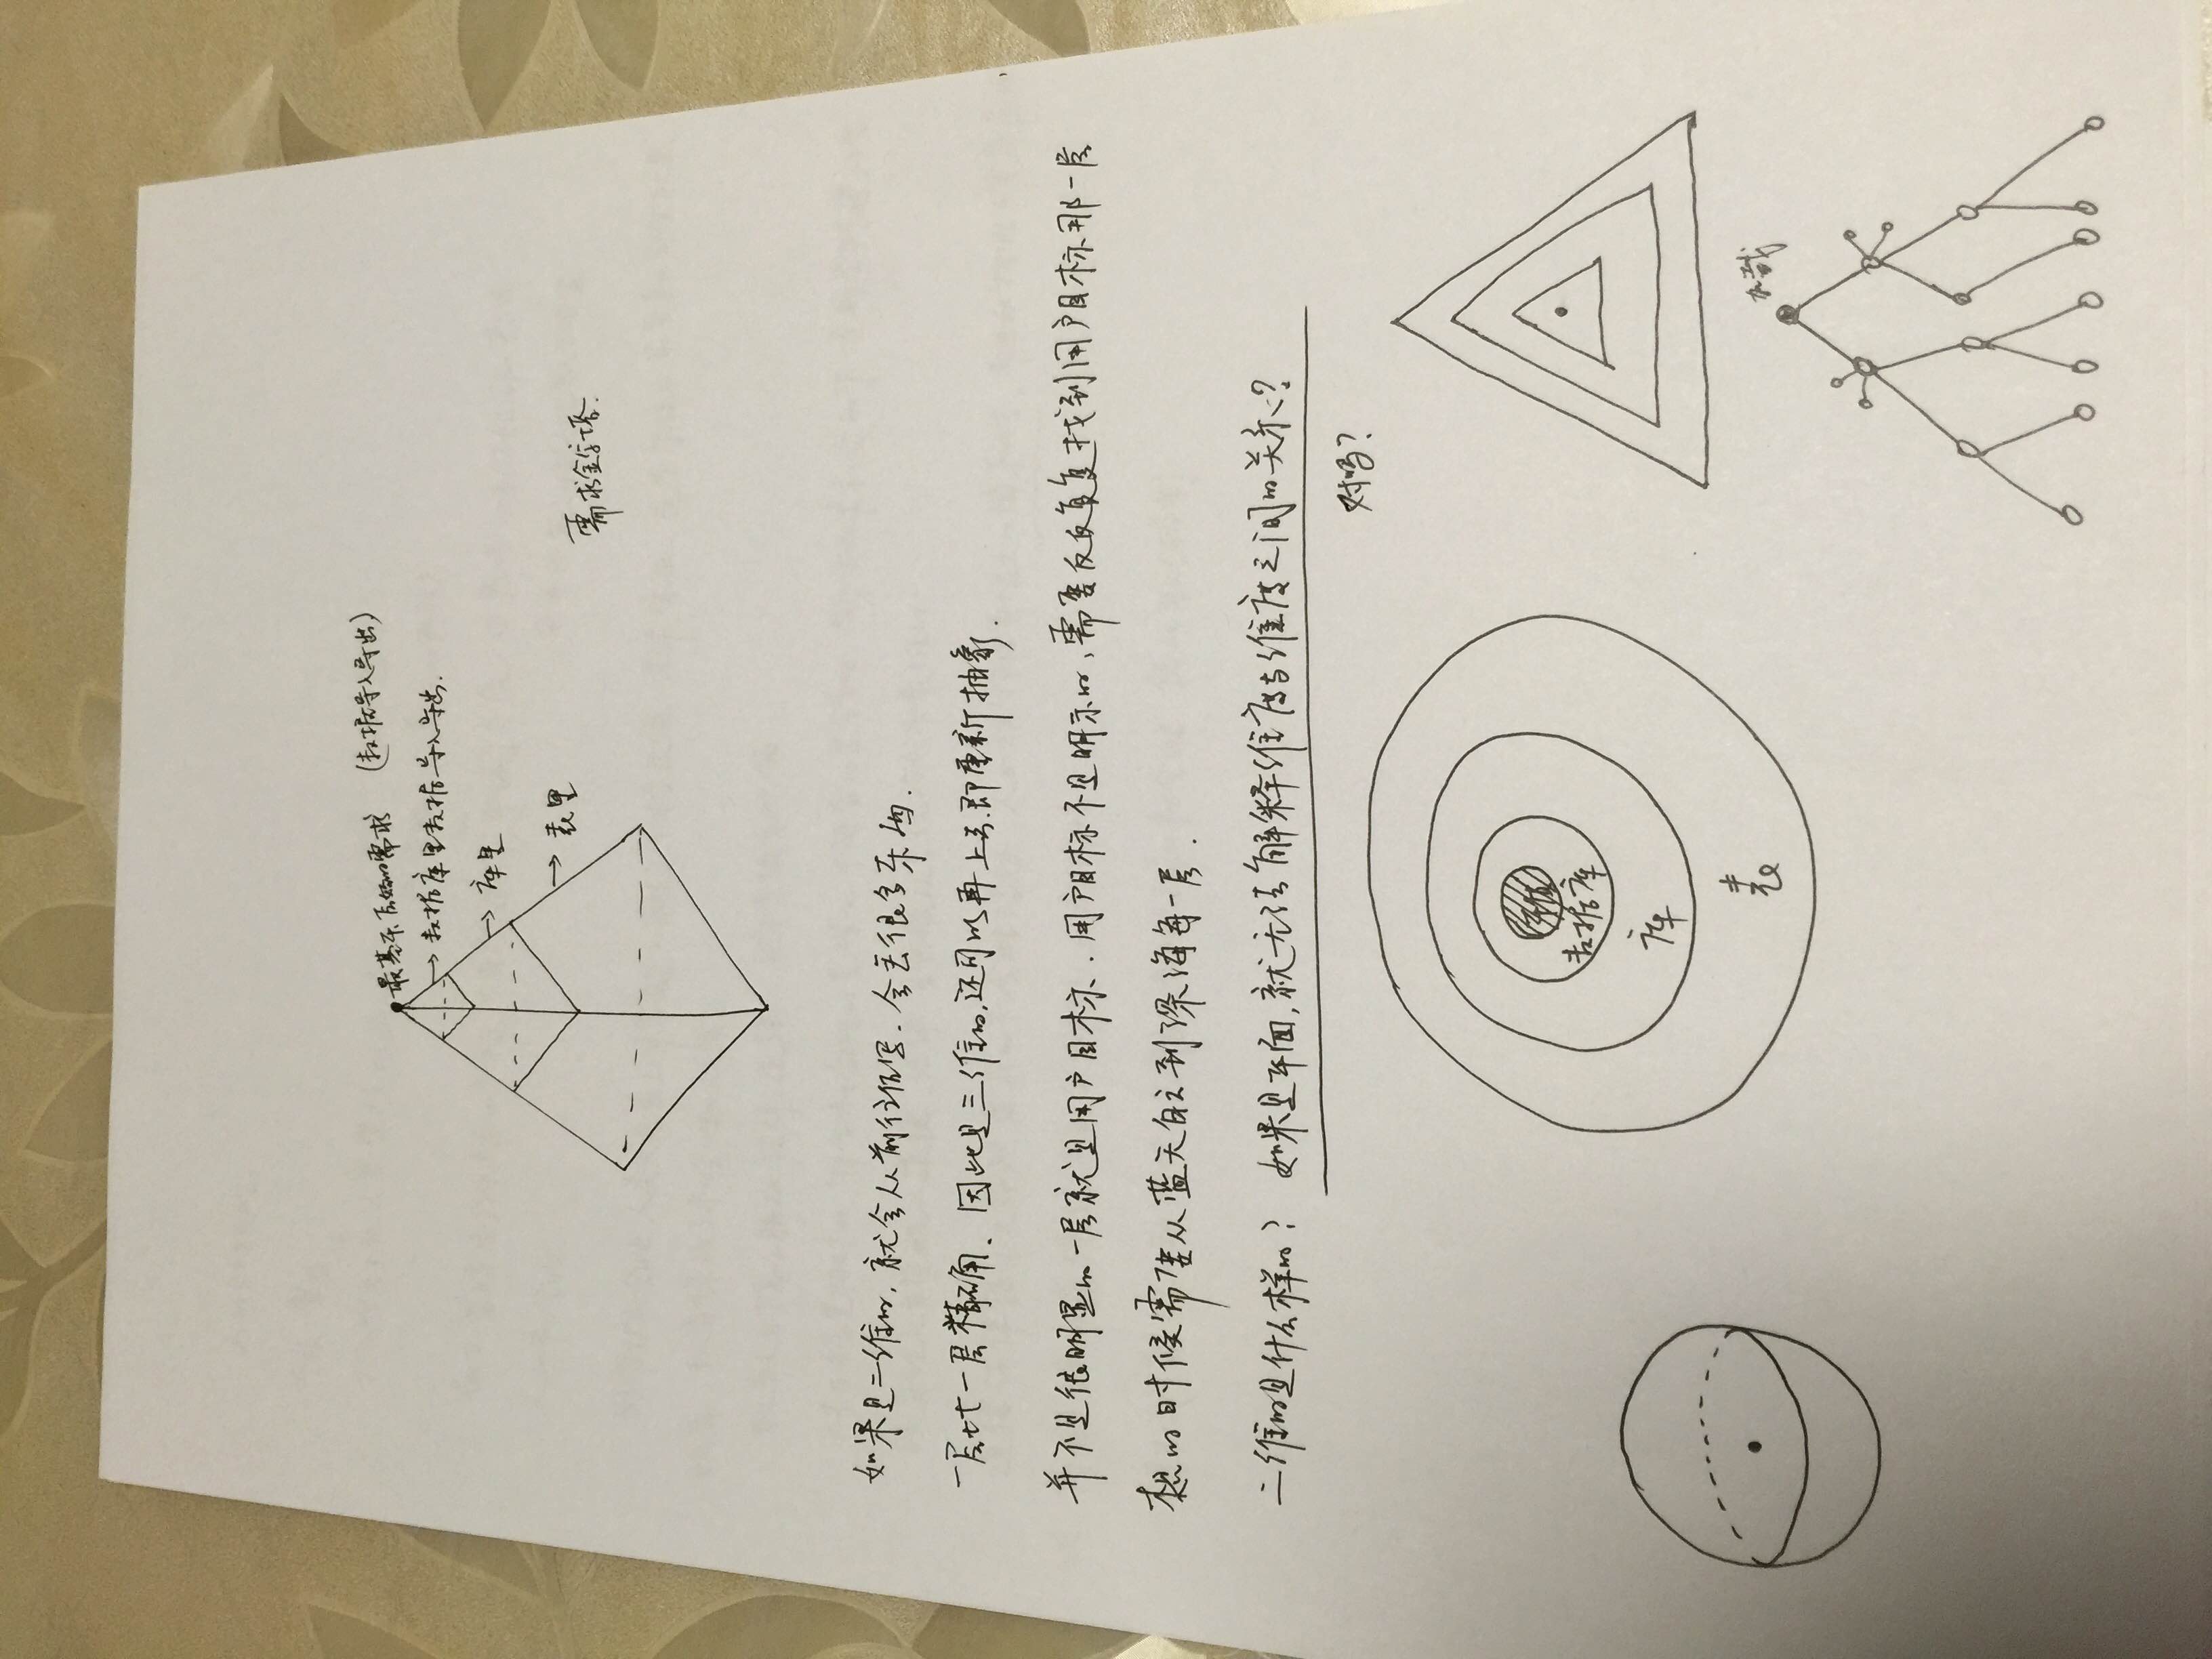 最基本原始的需求 (数据导入导出)
数据库里数据导入导出.
库里
表里
需求金字塔.
如果是二维的, 就会从前往后写. 会丢很多东西.
一层比一层精确. 因此是三维的, 还可以再上去, 即重新抽象.
并不是很明显的一层就是用户目标. 用户目标不是明示的, 需要反反复复找到用户目标那一层
想的时候需要从蓝天白云到深海每一层.
二维的是什么样的? 如果是平面, 就无法解释维度与维度之间的关系?
对吗?
数据库
库
表
加载